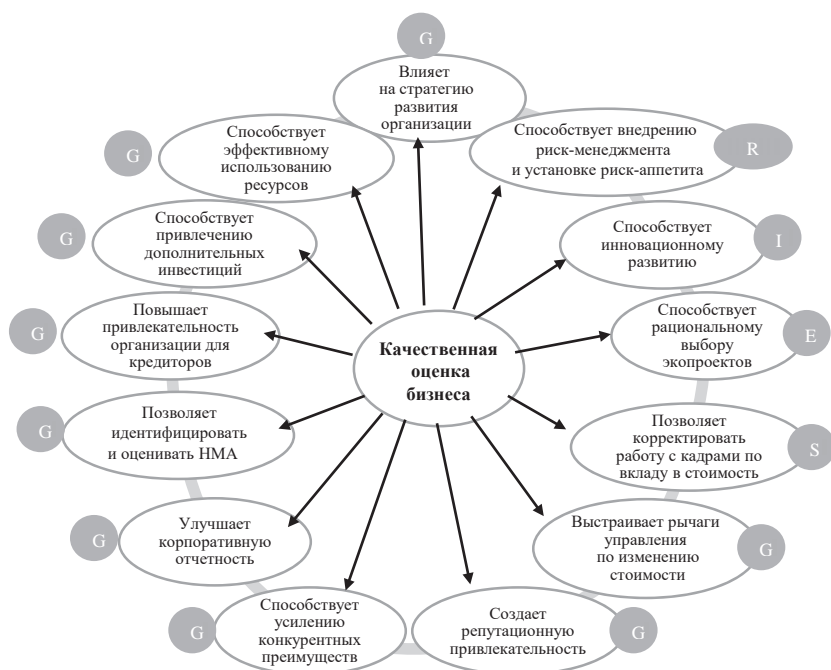 G
Влияет
на стратегию
развития
организации
Способствует внедрению
риск-менеджмента
и установке риск-аппетита
R
Способствует
инновационному
развитию
I
Способствует
рациональному
выбору
экопроектов
E
Позволяет
корректировать
работу с кадрами по
вкладу в стоимость
S
Выстраивает рычаги
управления
по изменению
стоимости
G
Создает
репутационную
привлекательность
G
Способствует
усилению
конкурентных
преимуществ
G
Улучшает
корпоративную
отчетность
G
Позволяет
идентифицировать
и оценивать НМА
G
Повышает
привлекательность
организации для
кредиторов
G
Способствует
привлечению
дополнительных
инвестиций
G
Способствует
эффективному
использованию
ресурсов
G
Качественная
оценка
бизнеса